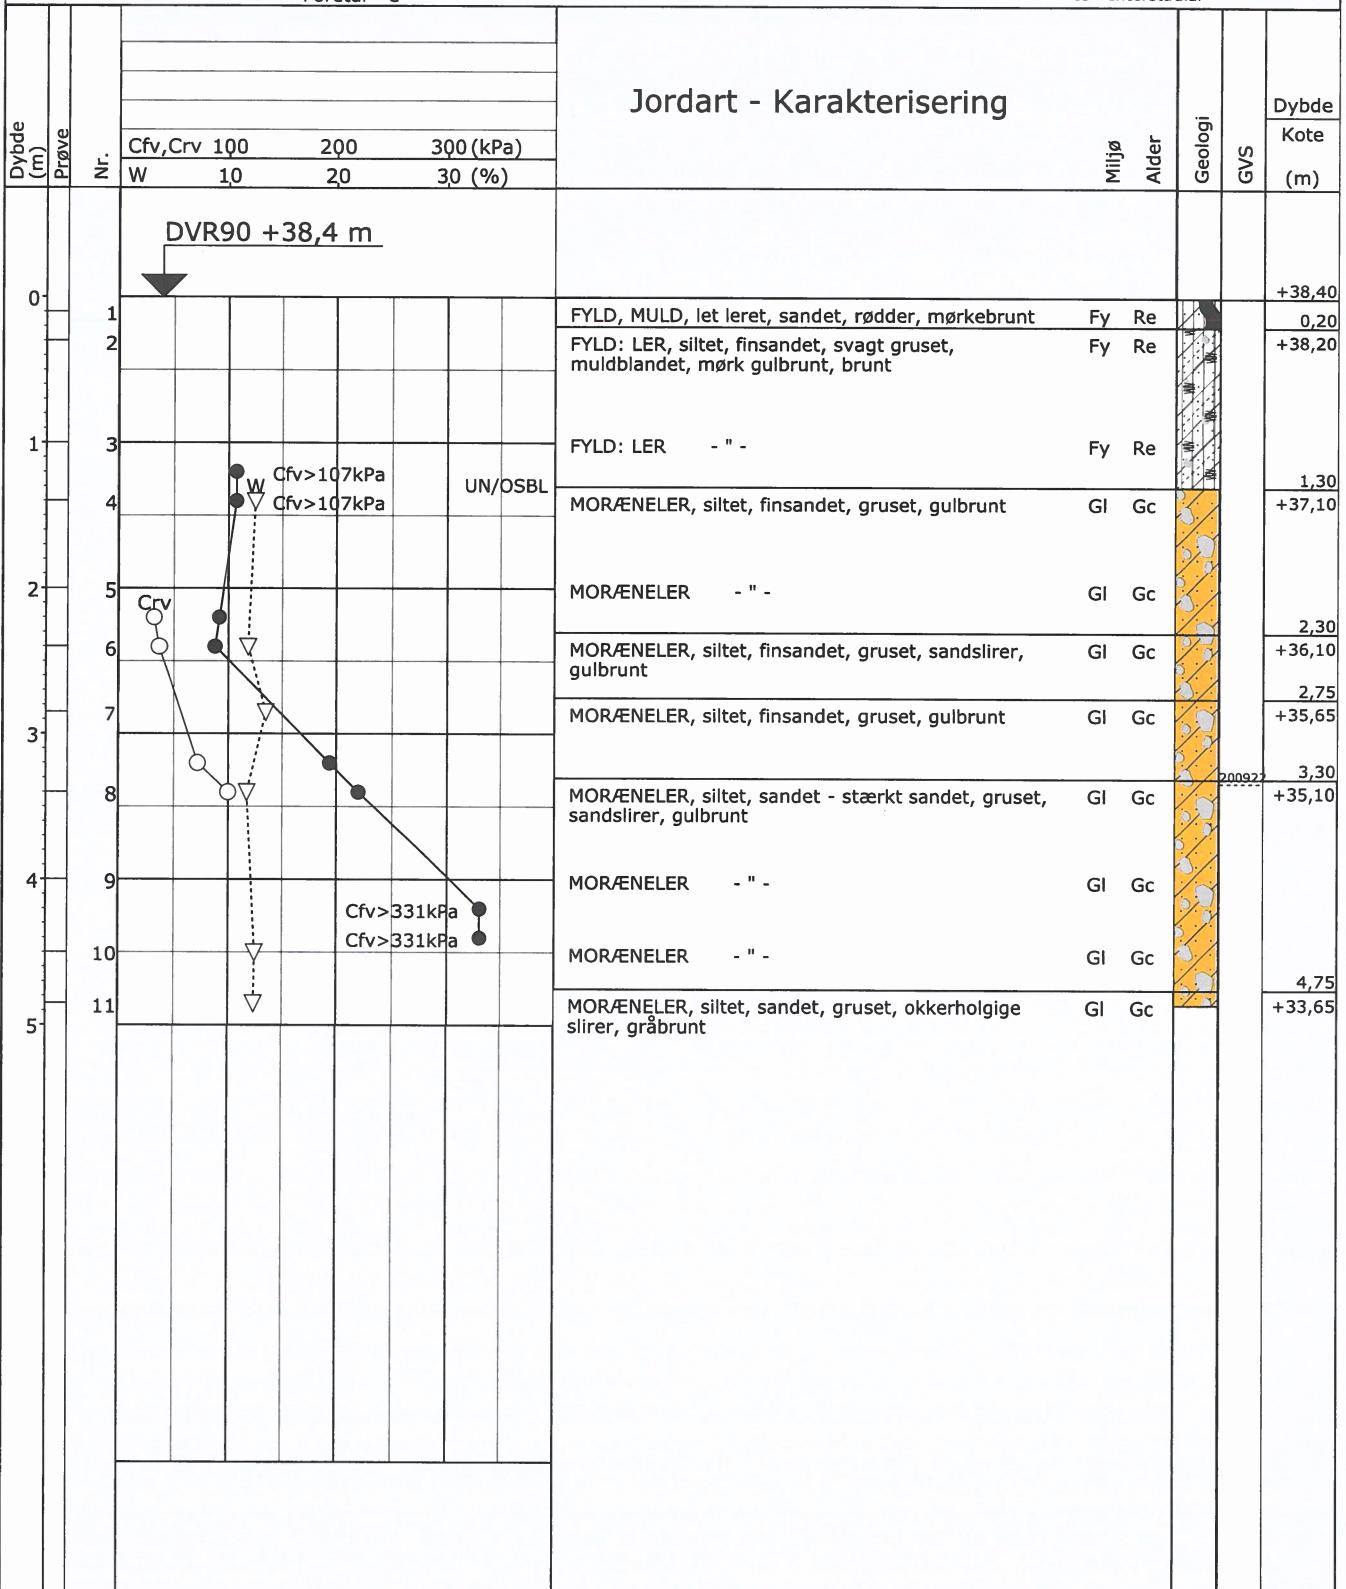 Jordart - Karakterisering
Dybde
(m)
Prøve
Nr.
Cfv,Crv 100 200 300 (kPa)
W 10 20 30 (%)
Miljø
Alder
Geologi
GVS
Dybde
Kote
(m)
DVR90 +38,4 m
0
+38,40
1 FYLD, MULD, let leret, sandet, rødder, mørkebrunt Fy Re 0,20
2 FYLD: LER, siltet, finsandet, svagt gruset, Fy Re +38,20
muldblandet, mørk gulbrunt, brunt
1 3 FYLD: LER - " - Fy Re
Cfv>107kPa
W UN/OSBL 1,30
4 Cfv>107kPa MORÆNELER, siltet, finsandet, gruset, gulbrunt Gl Gc +37,10
2 5 MORÆNELER - " - Gl Gc
Crv
2,30
6 MORÆNELER, siltet, finsandet, gruset, sandslirer, Gl Gc +36,10
gulbrunt
2,75
7 MORÆNELER, siltet, finsandet, gruset, gulbrunt Gl Gc +35,65
3
200922 3,30
8 MORÆNELER, siltet, sandet - stærkt sandet, gruset, Gl Gc +35,10
sandslirer, gulbrunt
4 9 MORÆNELER - " - Gl Gc
Cfv>331kPa
Cfv>331kPa
10 MORÆNELER - " - Gl Gc
4,75
11 MORÆNELER, siltet, sandet, gruset, okkerholgige Gl Gc +33,65
5 slirer, gråbrunt